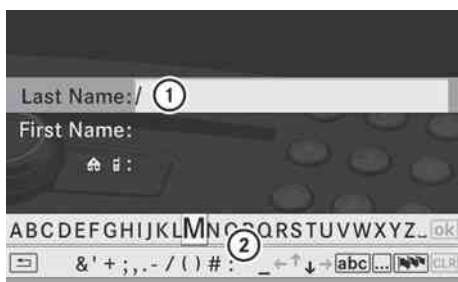 Last Name:/ 1
First Name:
:
ABCDEFGHIJKLMNOPQRSTUVWXYZ_ ok
& ' + ; , . - / ( ) # : 2 _ ← ↑ ↓ → abc ... CLR